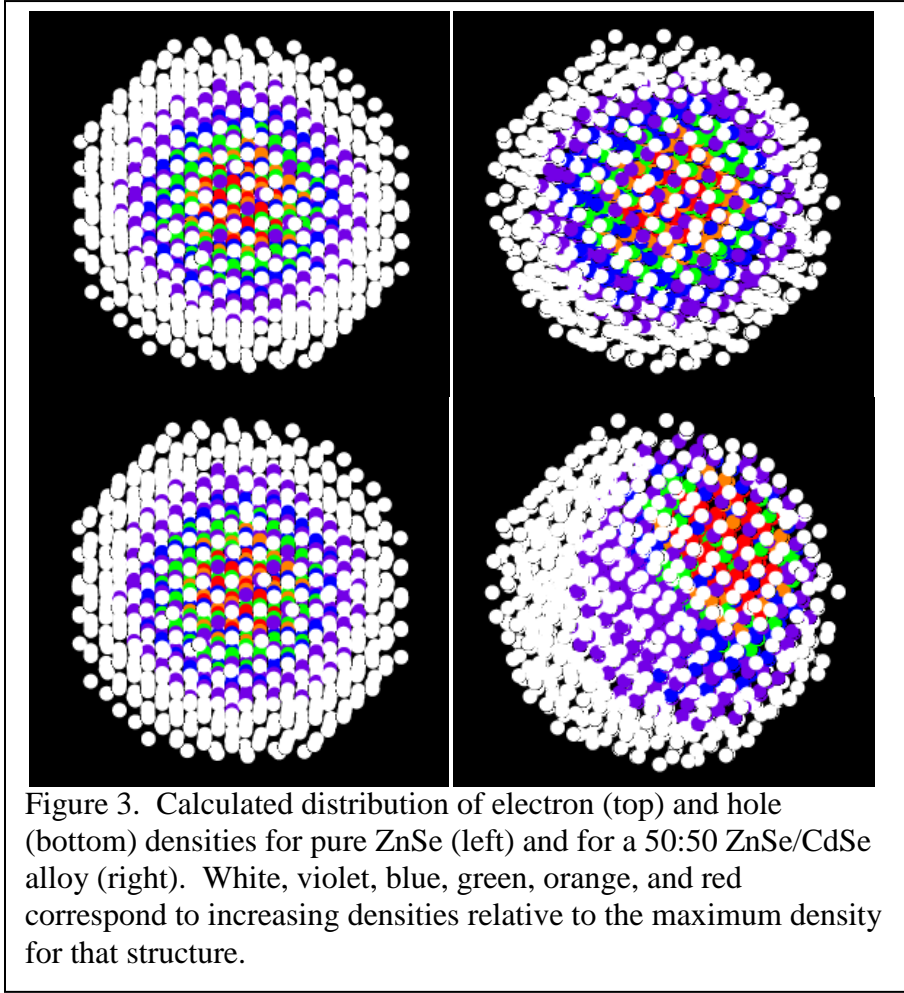 Figure 3.  Calculated distribution of electron (top) and hole
(bottom) densities for pure ZnSe (left) and for a 50:50 ZnSe/CdSe
alloy (right).  White, violet, blue, green, orange, and red
correspond to increasing densities relative to the maximum density
for that structure.